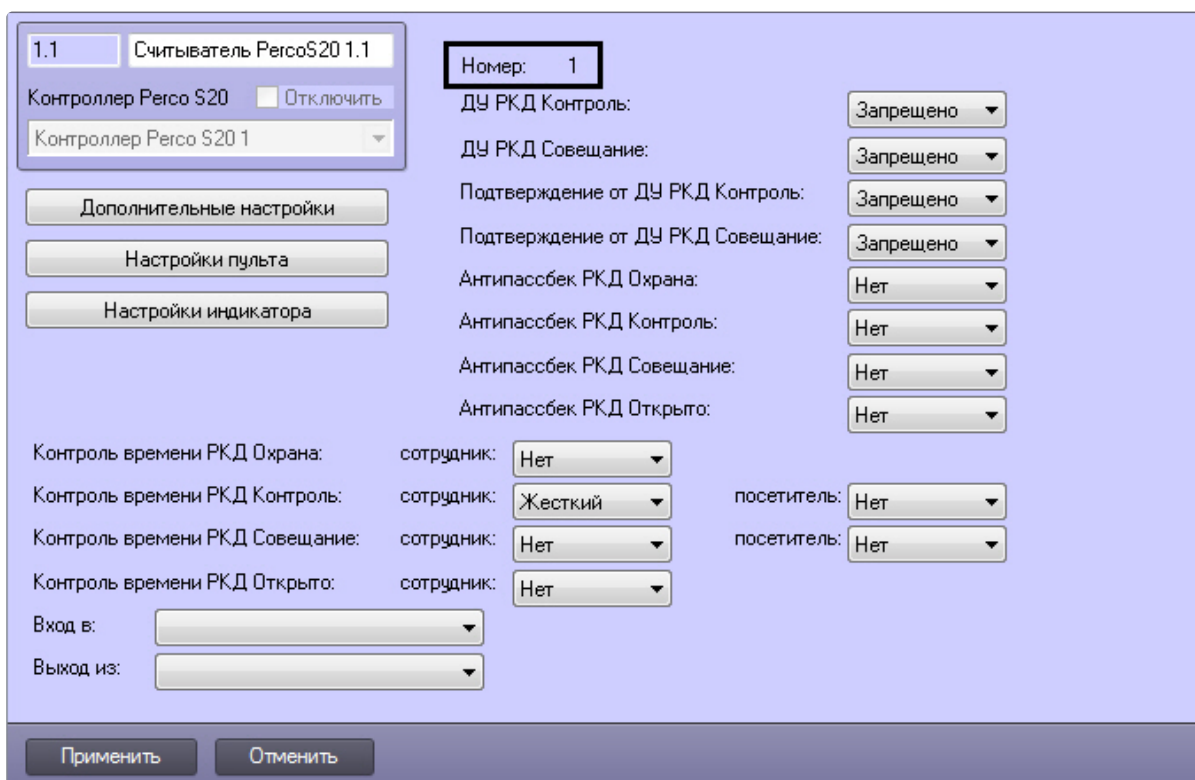 1.1 Считыватель PercoS20 1.1
Контроллер Perco S20 Отключить
Контроллер Perco S20 1
Дополнительные настройки
Настройки пульта
Настройки индикатора
Номер: 1
ДУ РКД Контроль: Запрещено
ДУ РКД Совещание: Запрещено
Подтверждение от ДУ РКД Контроль: Запрещено
Подтверждение от ДУ РКД Совещание: Запрещено
Антипассбек РКД Охрана: Нет
Антипассбек РКД Контроль: Нет
Антипассбек РКД Совещание: Нет
Антипассбек РКД Открыто: Нет
Контроль времени РКД Охрана: сотрудник: Нет
Контроль времени РКД Контроль: сотрудник: Жесткий посетитель: Нет
Контроль времени РКД Совещание: сотрудник: Нет посетитель: Нет
Контроль времени РКД Открыто: сотрудник: Нет
Вход в:
Выход из:
Применить Отменить